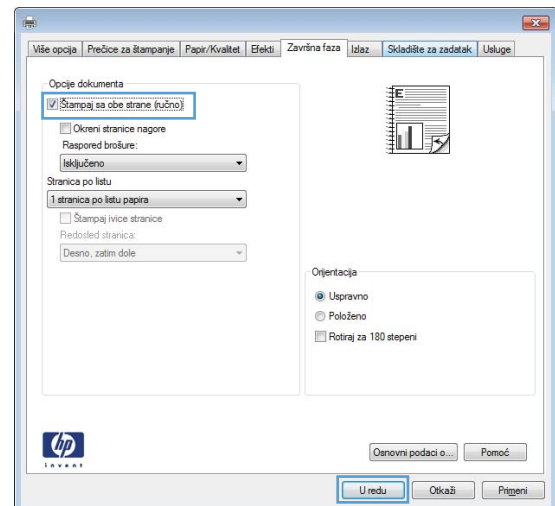 Više opcija Prečice za štampanje Papir/Kvalitet Efekti Završna faza Izlaz Skladište za zadatak Usluge
Opcije dokumenta
Štampaj sa obe strane (ručno)
Okreni stranice nagore
Raspored brošure:
Isključeno
Stranica po listu
1 stranica po listu papira
Štampaj ivice stranice
Redosled stranica:
Desno, zatim dole
E
Orijentacija
Uspravno
Položeno
Rotiraj za 180 stepeni
hp
invent
Osnovni podaci o... Pomoć
U redu Otkaži Primeni